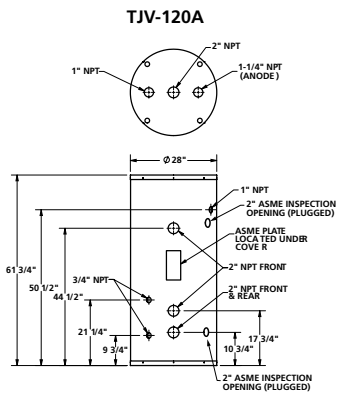 TJV-120A
2" NPT
1" NPT
1-1/4" NPT
(ANODE )
Ø 28"
1" NPT
2" ASME INSPECTION
OPENING (PLUGGED)
ASME PLATE
LOCA TED UNDER
COVE R
2" NPT FRONT
3/4" NPT
2" NPT FRONT
& REAR
61 3/4"
50 1/2"
44 1/2"
21 1/4"
9 3/4"
10 3/4"
17 3/4"
2" ASME INSPECTION
OPENING (PLUGGED)